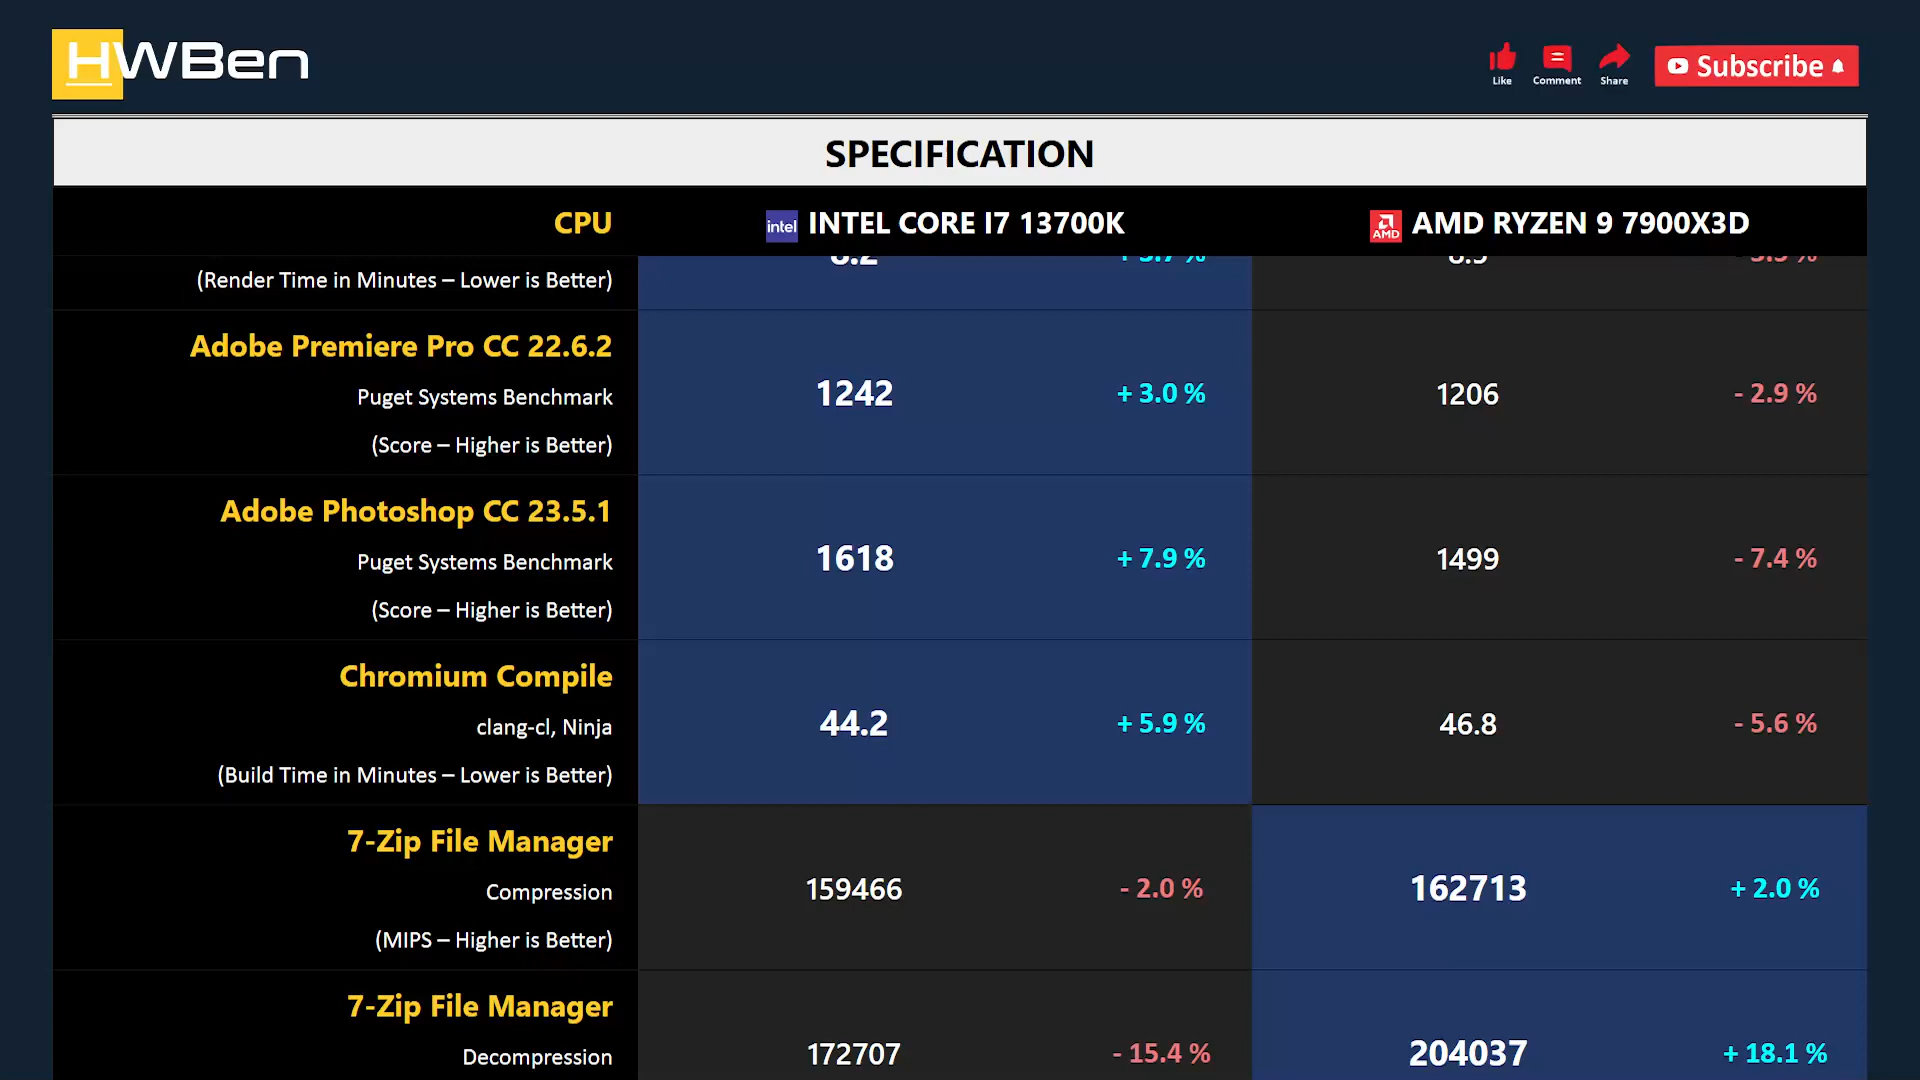 HWBen
Like
Comment
Share
Subscribe
SPECIFICATION
CPU
intel INTEL CORE I7 13700K
AMD AMD RYZEN 9 7900X3D
(Render Time in Minutes – Lower is Better)
Adobe Premiere Pro CC 22.6.2
Puget Systems Benchmark
(Score – Higher is Better)
1242
+ 3.0 %
1206
- 2.9 %
Adobe Photoshop CC 23.5.1
Puget Systems Benchmark
(Score – Higher is Better)
1618
+ 7.9 %
1499
- 7.4 %
Chromium Compile
clang-cl, Ninja
(Build Time in Minutes – Lower is Better)
44.2
+ 5.9 %
46.8
- 5.6 %
7-Zip File Manager
Compression
(MIPS – Higher is Better)
159466
- 2.0 %
162713
+ 2.0 %
7-Zip File Manager
Decompression
172707
- 15.4 %
204037
+ 18.1 %